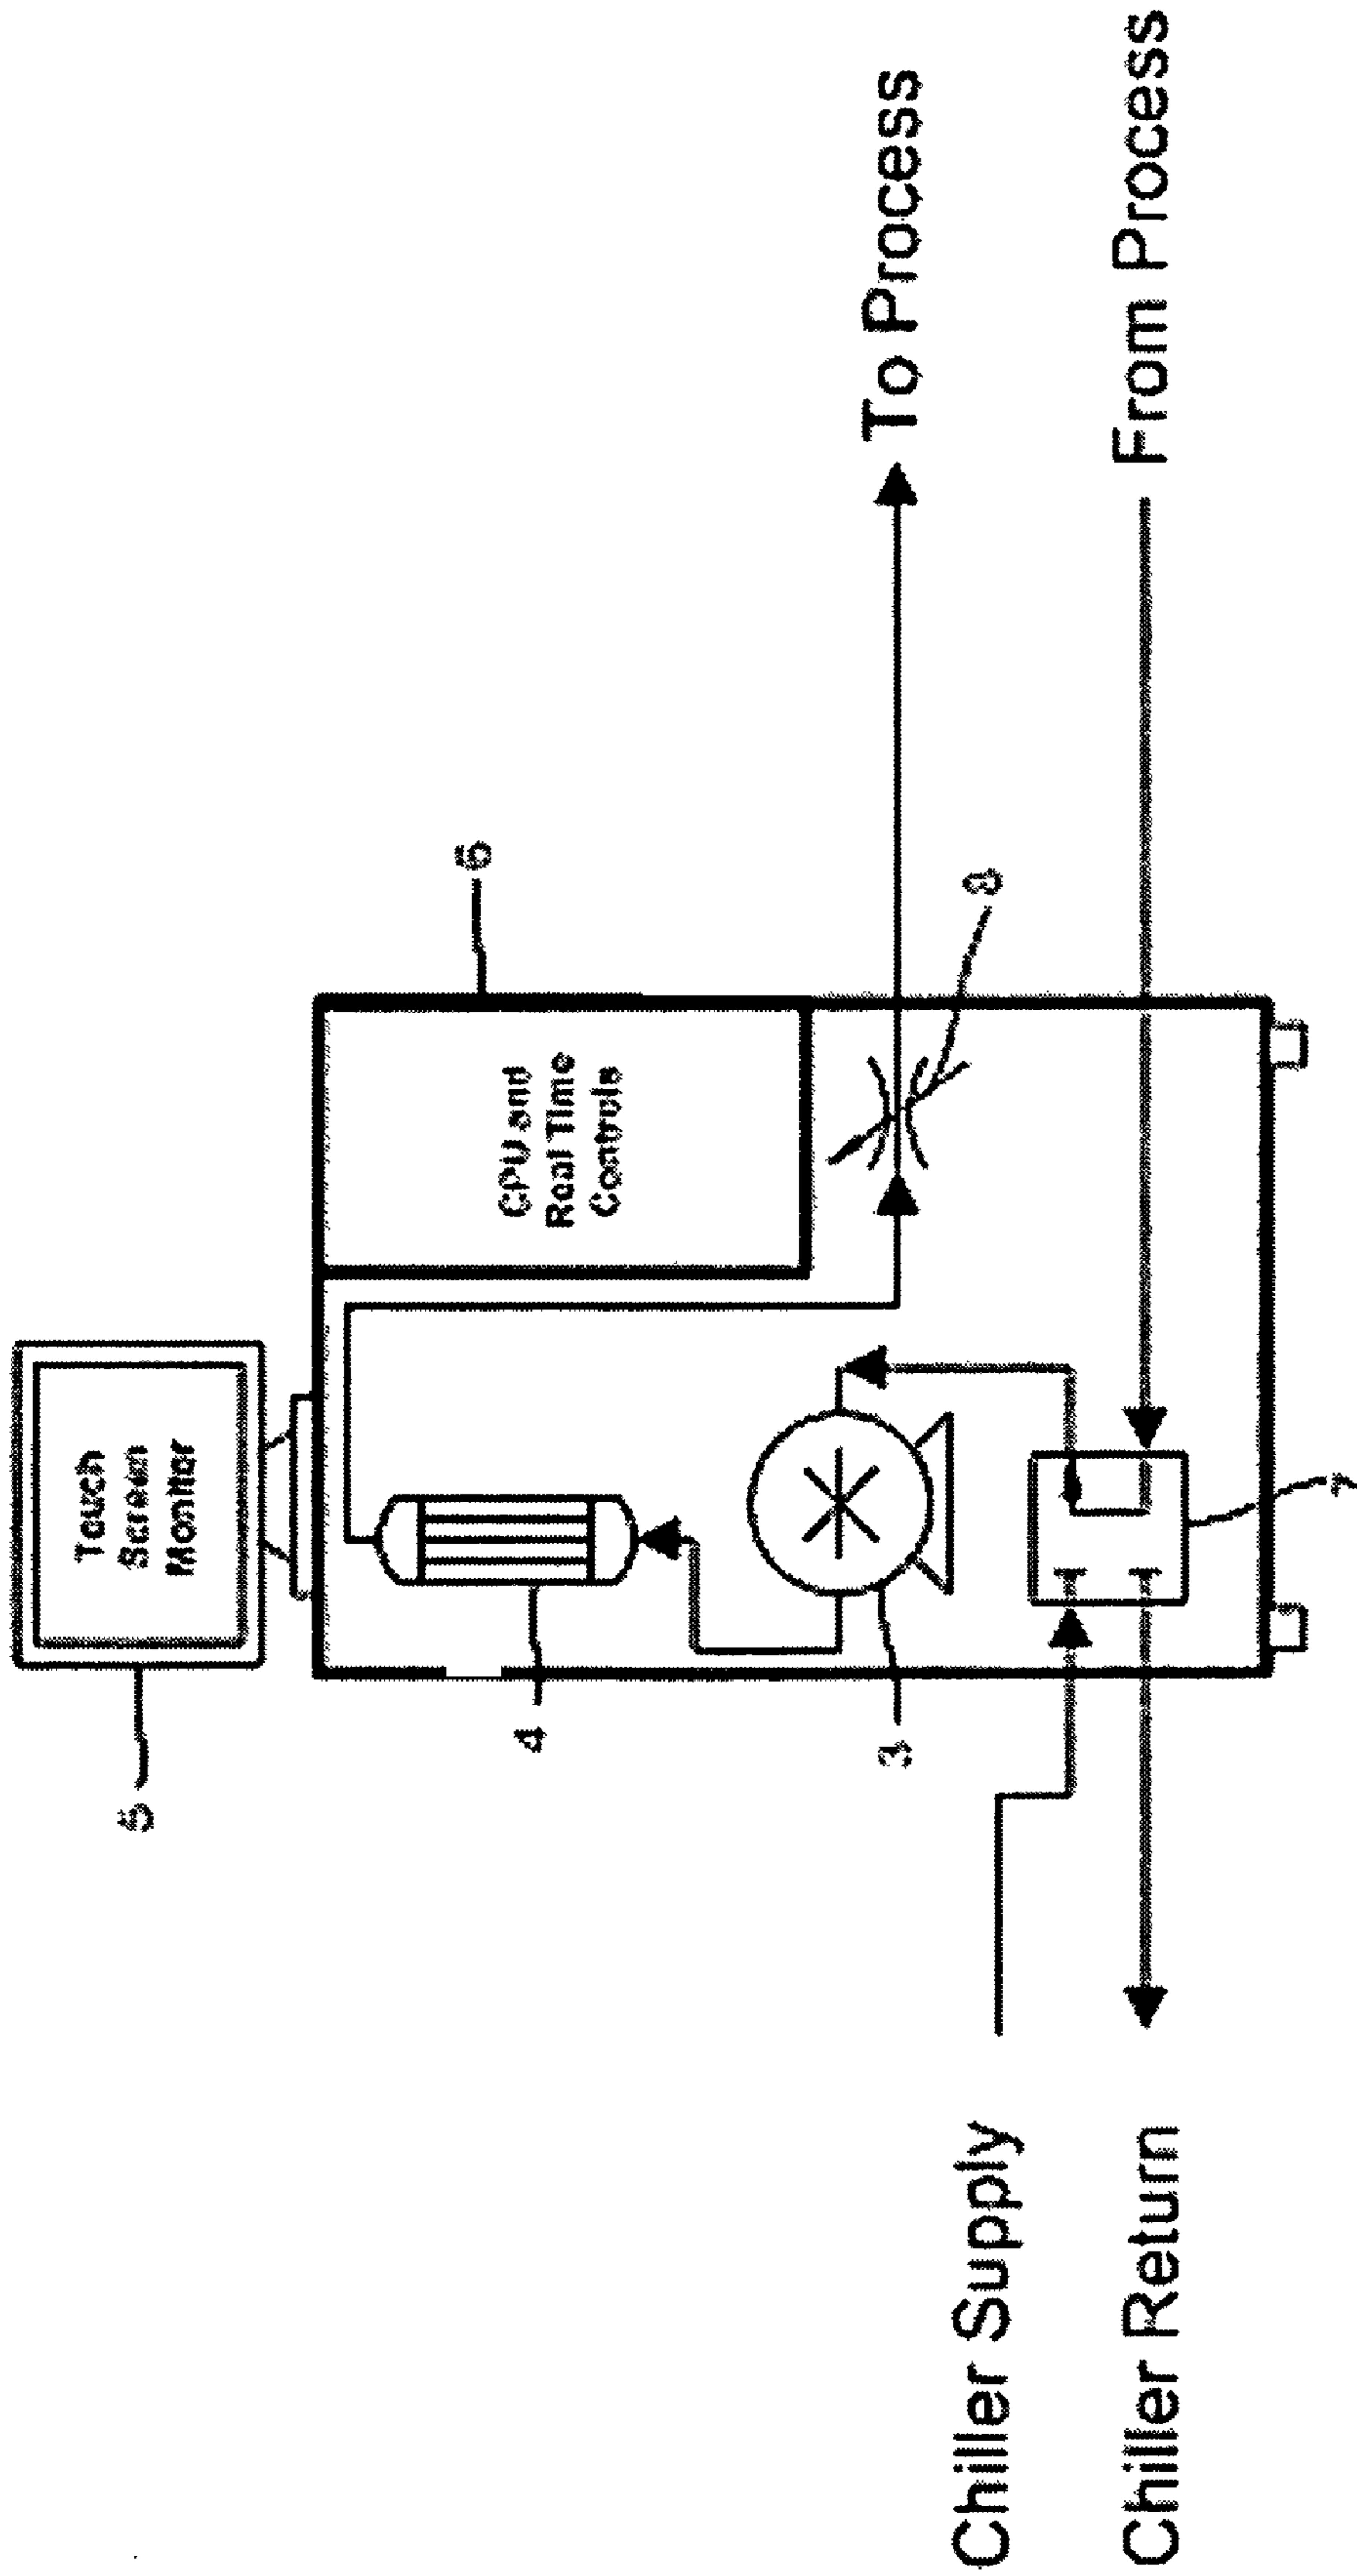 Touch
Screen
Monitor
5
CPU and
Real Time
Controls
6
4
3
8
7
To Process
From Process
Chiller Supply
Chiller Return